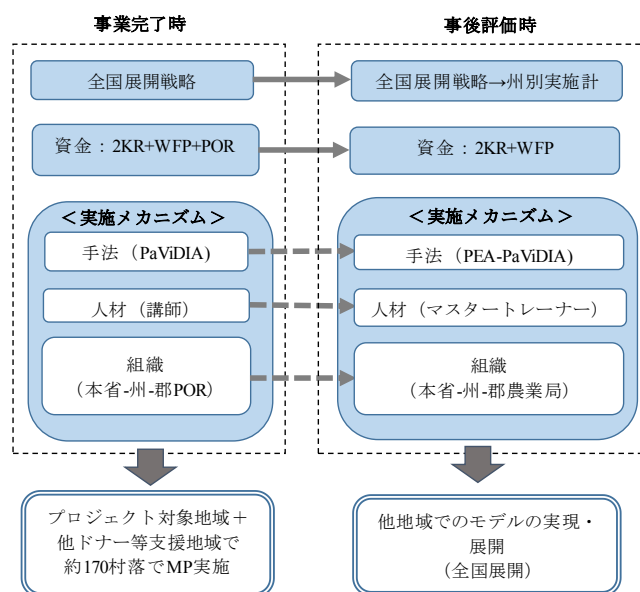 事業完了時
全国展開戦略
資金：2KR+WFP+POR
＜実施メカニズム＞
手法（PaViDIA)
人材（講師）
組織
（本省-州-郡POR）
プロジェクト対象地域＋
他ドナー等支援地域で
約170村落でMP実施
事後評価時
全国展開戦略→州別実施計
資金：2KR+WFP
＜実施メカニズム＞
手法（PEA-PaViDIA)
人材（マスタートレーナー）
組織
（本省-州-郡農業局）
他地域でのモデルの実現・
展開
（全国展開）